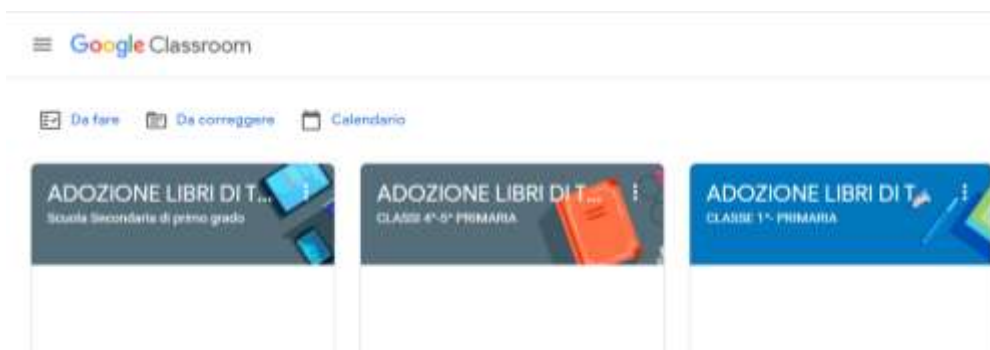 Google Classroom
Da fare Da correggere Calendario
ADOZIONE LIBRI DI T...
Scuola Secondaria di primo grado
ADOZIONE LIBRI DI T...
CLASSI 4^-5^ PRIMARIA
ADOZIONE LIBRI DI T...
CLASSE 1^- PRIMARIA